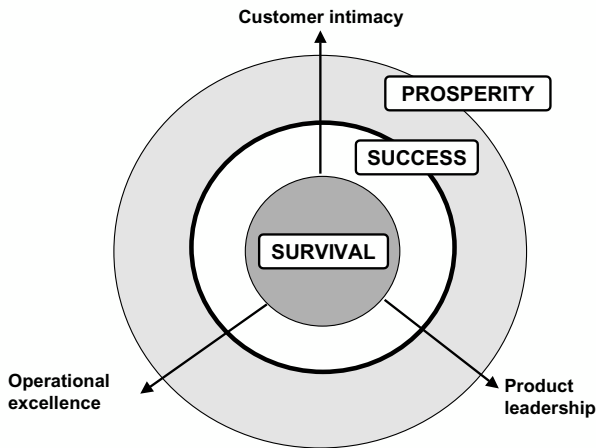 Customer intimacy
PROSPERITY
SUCCESS
SURVIVAL
Operational
excellence
Product
leadership